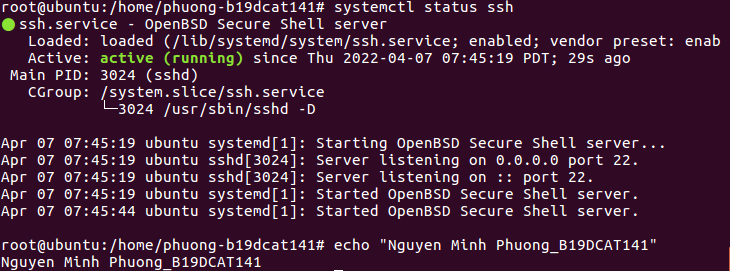 root@ubuntu:/home/phuong-b19dcat141# systemctl status ssh
● ssh.service - OpenBSD Secure Shell server
   Loaded: loaded (/lib/systemd/system/ssh.service; enabled; vendor preset: enab
   Active: active (running) since Thu 2022-04-07 07:45:19 PDT; 29s ago
 Main PID: 3024 (sshd)
   CGroup: /system.slice/ssh.service
           └─3024 /usr/sbin/sshd -D
Apr 07 07:45:19 ubuntu systemd[1]: Starting OpenBSD Secure Shell server...
Apr 07 07:45:19 ubuntu sshd[3024]: Server listening on 0.0.0.0 port 22.
Apr 07 07:45:19 ubuntu sshd[3024]: Server listening on :: port 22.
Apr 07 07:45:19 ubuntu systemd[1]: Started OpenBSD Secure Shell server.
Apr 07 07:45:44 ubuntu systemd[1]: Started OpenBSD Secure Shell server.
root@ubuntu:/home/phuong-b19dcat141# echo "Nguyen Minh Phuong_B19DCAT141"
Nguyen Minh Phuong_B19DCAT141